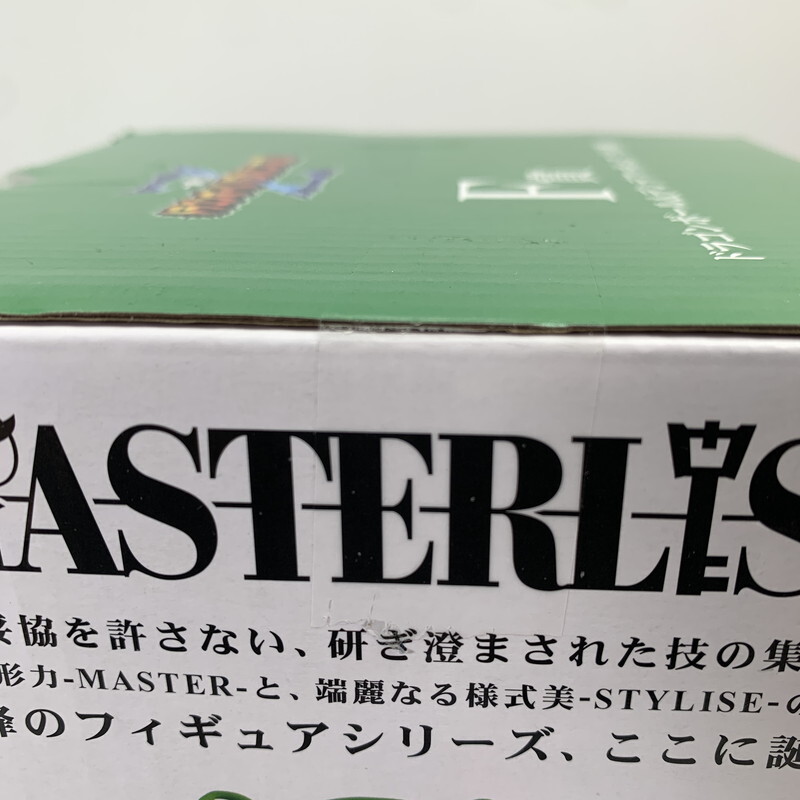 F
ASTERLIS
妥協を許さない、研ぎ澄まされた技の集
形力-MASTER-と、端麗なる様式美-STYLISE-の
峰のフィギュアシリーズ、ここに誕